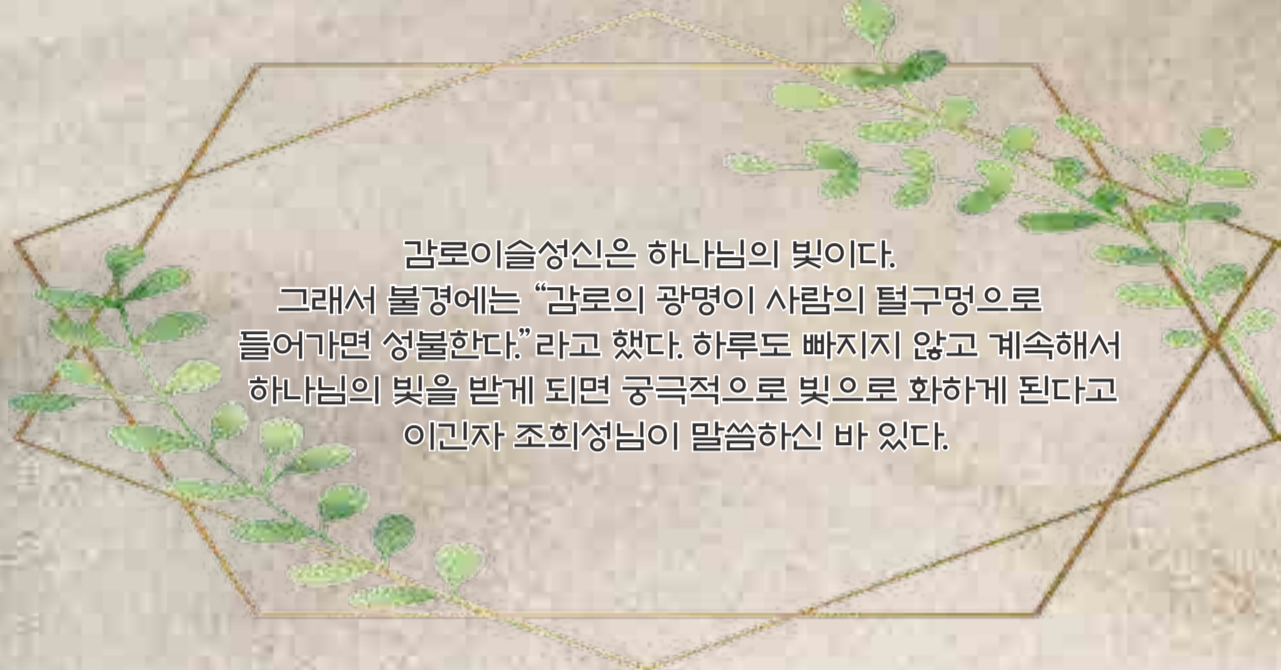 감로이슬성신은 하나님의 빛이다.
그래서 불경에는 “감로의 광명이 사람의 털구멍으로
들어가면 성불한다.”라고 했다. 하루도 빠지지 않고 계속해서
하나님의 빛을 받게 되면 궁극적으로 빛으로 화하게 된다고
이긴자 조희성님이 말씀하신 바 있다.